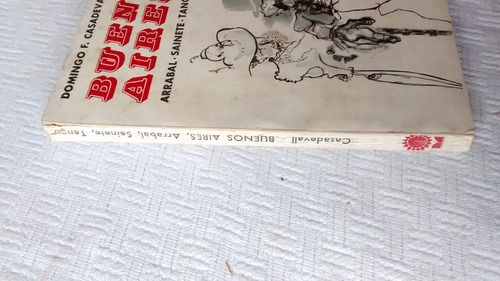 DOMINGO F. CASADEVA
BUEN
AIRE
ARRABAL-SAINETE-TANG
Casadevall - BUENOS AIRES, Arrabal, Sainete, Tango